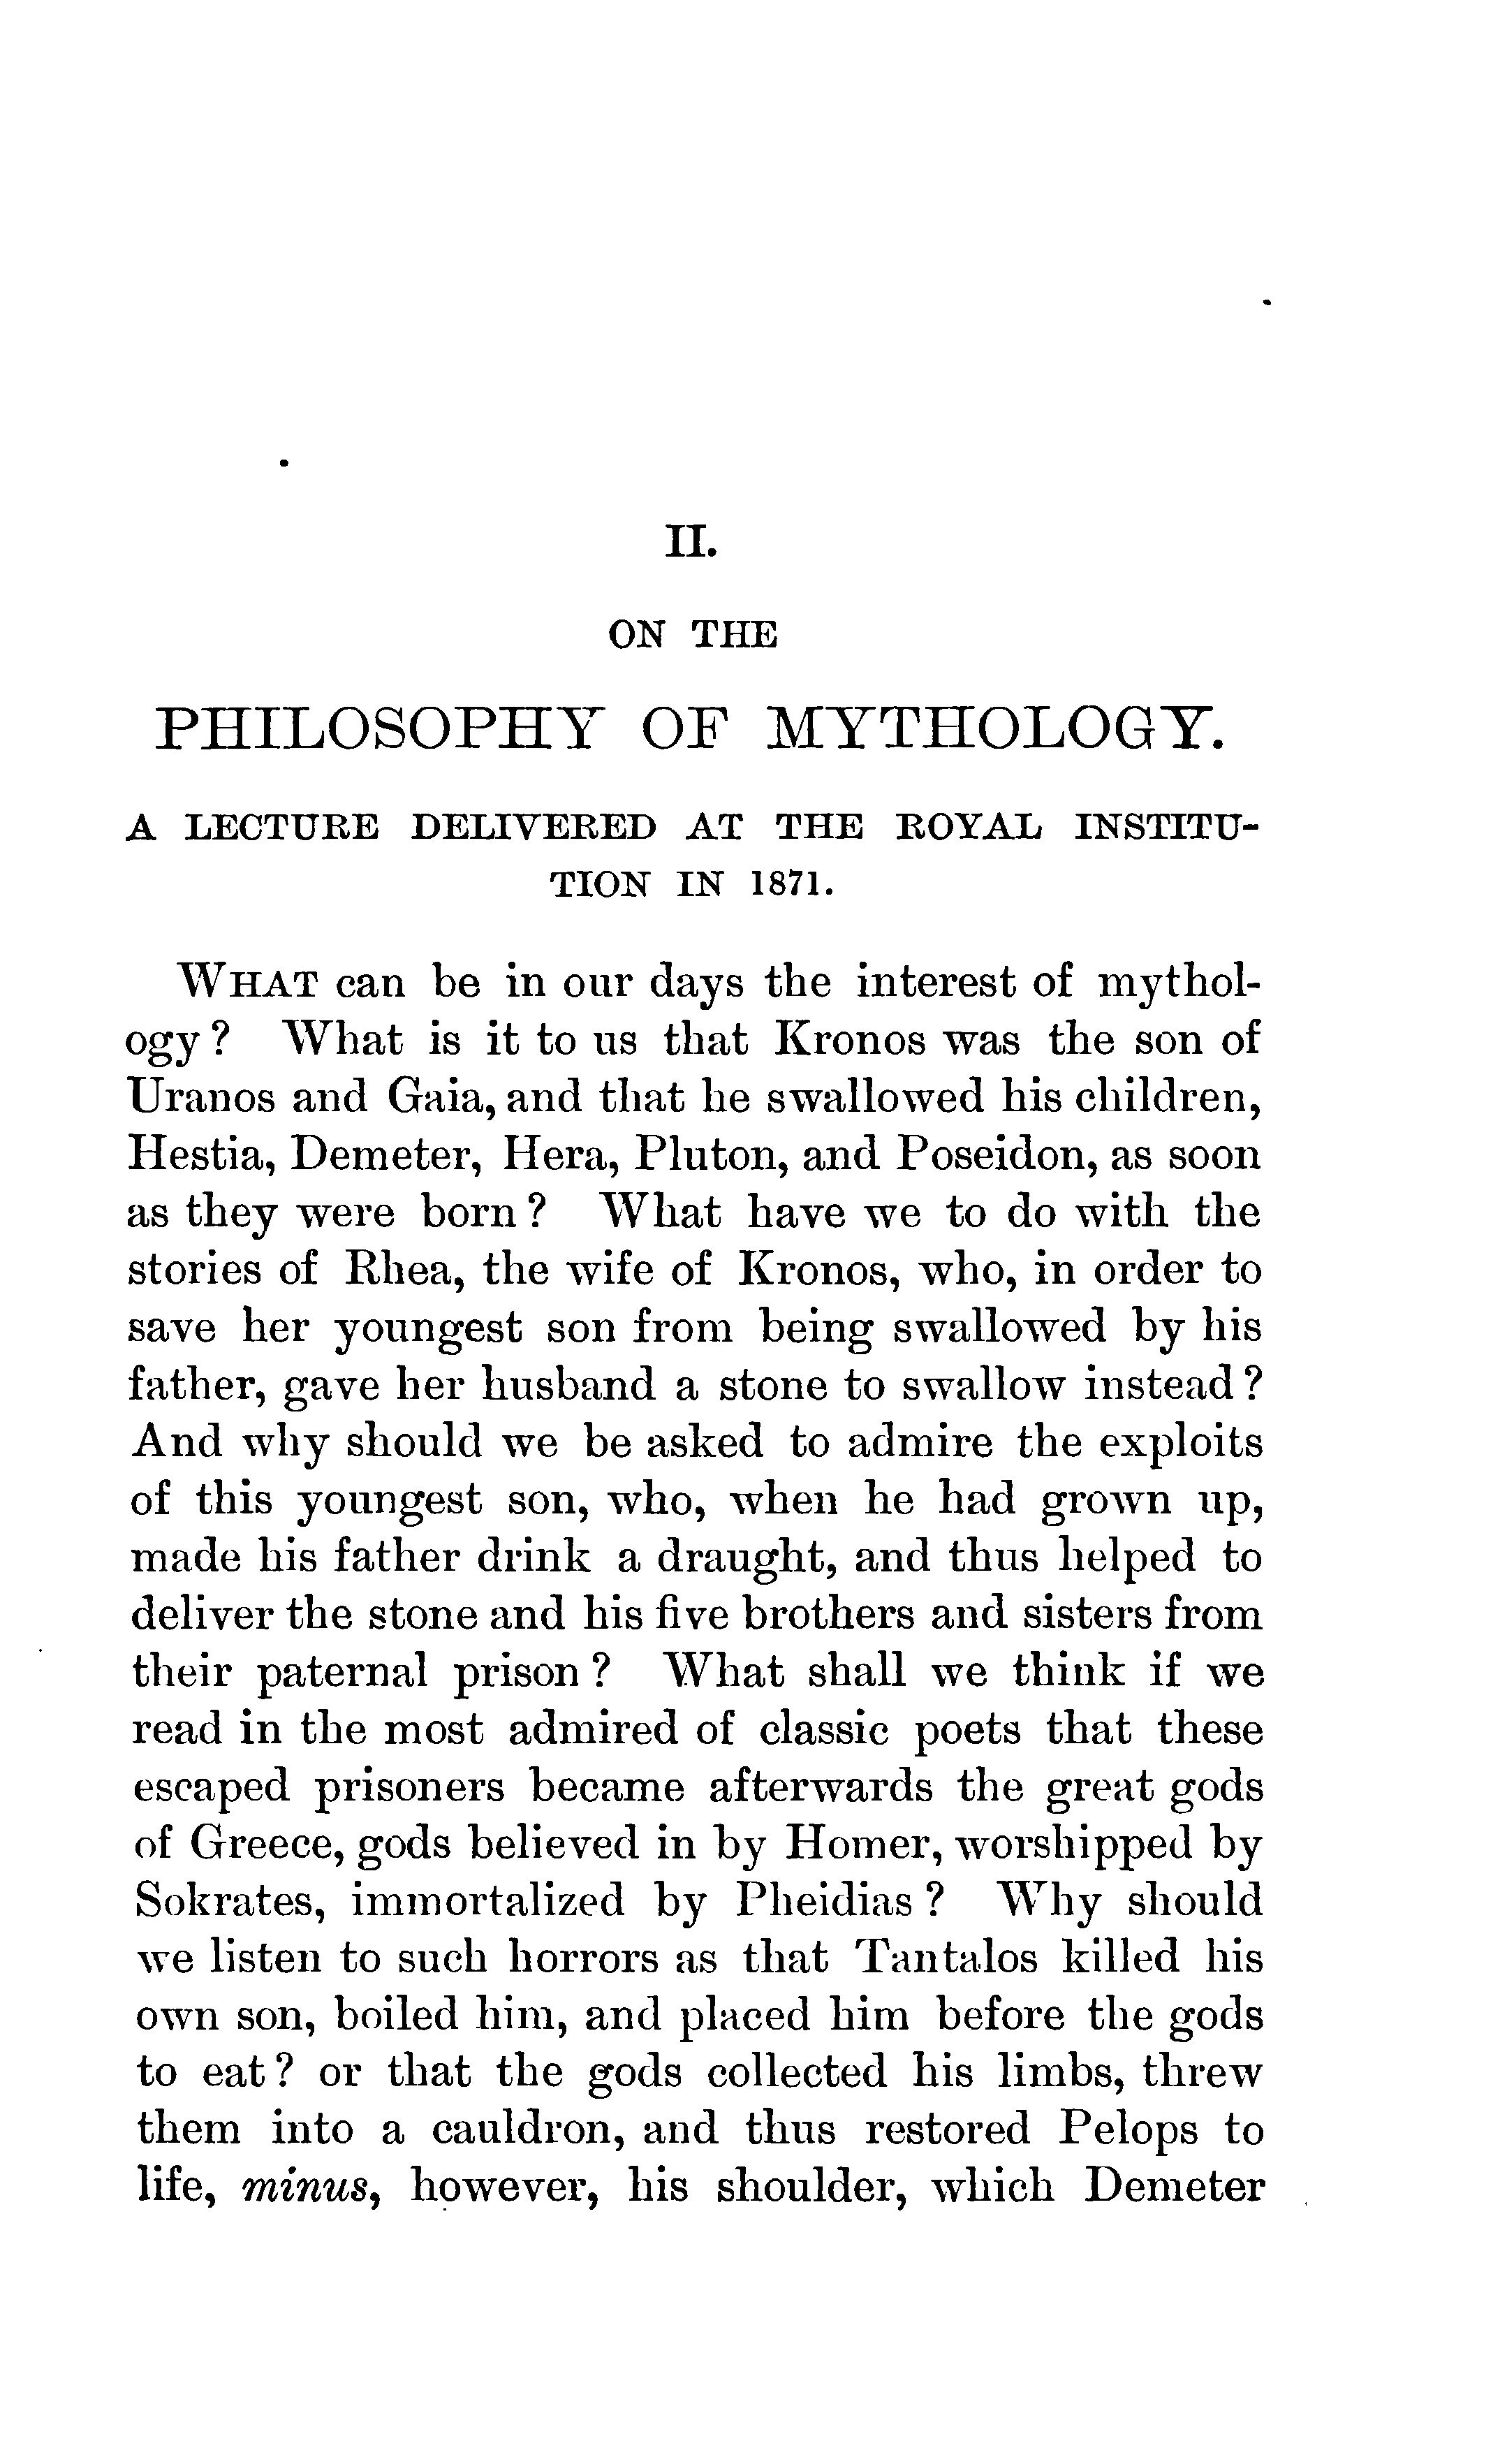 II.
ON THE
PHILOSOPHY OF MYTHOLOGY.
A LECTURE DELIVERED AT THE ROYAL INSTITU-
TION IN 1871.
WHAT can be in our days the interest of mythol-
ogy? What is it to us that Kronos was the son of
Uranos and Gaia, and that he swallowed his children,
Hestia, Demeter, Hera, Pluton, and Poseidon, as soon
as they were born? What have we to do with the
stories of Rhea, the wife of Kronos, who, in order to
save her youngest son from being swallowed by his
father, gave her husband a stone to swallow instead?
And why should we be asked to admire the exploits
of this youngest son, who, when he had grown up,
made his father drink a draught, and thus helped to
deliver the stone and his five brothers and sisters from
their paternal prison? What shall we think if we
read in the most admired of classic poets that these
escaped prisoners became afterwards the great gods
of Greece, gods believed in by Homer, worshipped by
Sokrates, immortalized by Pheidias? Why should
we listen to such horrors as that Tantalos killed his
own son, boiled him, and placed him before the gods
to eat? or that the gods collected his limbs, threw
them into a cauldron, and thus restored Pelops to
life, minus, however, his shoulder, which Demeter